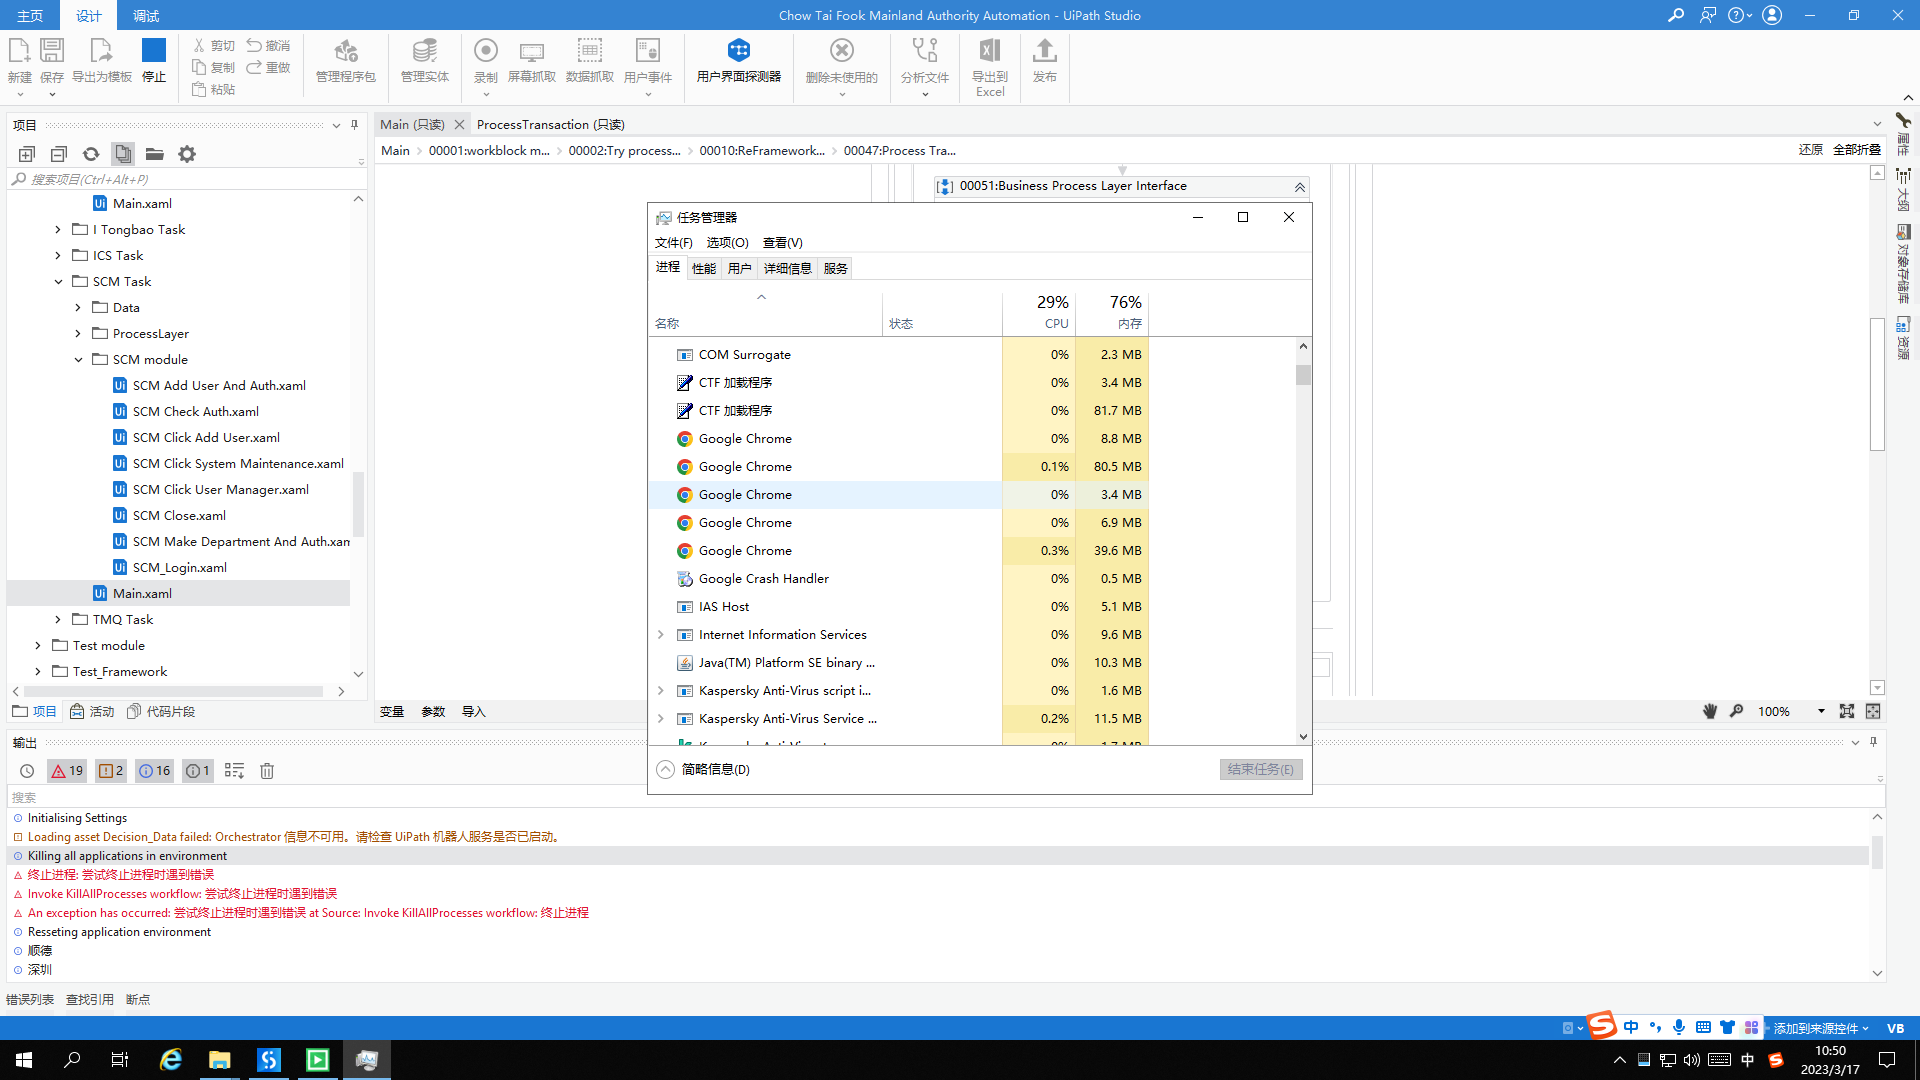 主页 设计 调试 Chow Tai Fook Mainland Authority Automation - UiPath Studio
新建 保存 导出为模板 停止 剪切 撤消 复制 重做 粘贴 管理程序包 管理实体 录制 屏幕抓取 数据抓取 用户事件 用户界面探测器 删除未使用的 分析文件 导出到 Excel 发布
项目
Main (只读) ProcessTransaction (只读)
Main 00001:workblock m... 00002:Try process... 00010:ReFramework... 00047:Process Tra... 还原 全部折叠
搜索项目(Ctrl+Alt+P)
Main.xaml
I Tongbao Task
ICS Task
SCM Task
Data
ProcessLayer
SCM module
SCM Add User And Auth.xaml
SCM Check Auth.xaml
SCM Click Add User.xaml
SCM Click System Maintenance.xaml
SCM Click User Manager.xaml
SCM Close.xaml
SCM Make Department And Auth.xam
SCM_Login.xaml
Main.xaml
TMQ Task
Test module
Test_Framework
项目 活动 代码片段
00051:Business Process Layer Interface
任务管理器
文件(F) 选项(O) 查看(V)
进程 性能 用户 详细信息 服务
29% 76%
名称 状态 CPU 内存
COM Surrogate 0% 2.3 MB
CTF 加载程序 0% 3.4 MB
CTF 加载程序 0% 81.7 MB
Google Chrome 0% 8.8 MB
Google Chrome 0.1% 80.5 MB
Google Chrome 0% 3.4 MB
Google Chrome 0% 6.9 MB
Google Chrome 0.3% 39.6 MB
Google Crash Handler 0% 0.5 MB
IAS Host 0% 5.1 MB
Internet Information Services 0% 9.6 MB
Java(TM) Platform SE binary ... 0% 10.3 MB
Kaspersky Anti-Virus script i... 0% 1.6 MB
Kaspersky Anti-Virus Service ... 0.2% 11.5 MB
简略信息(D) 结束任务(E)
属性
大纲
对象存储库
资源
变量 参数 导入 100%
输出
19 2 16 1
搜索
Initialising Settings
Loading asset Decision_Data failed: Orchestrator 信息不可用。请检查 UiPath 机器人服务是否已启动。
Killing all applications in environment
终止进程: 尝试终止进程时遇到错误
Invoke KillAllProcesses workflow: 尝试终止进程时遇到错误
An exception has occurred: 尝试终止进程时遇到错误 at Source: Invoke KillAllProcesses workflow: 终止进程
Resseting application environment
顺德
深圳
错误列表 查找引用 断点
中 添加到来源控件 VB
中 10:50
2023/3/17